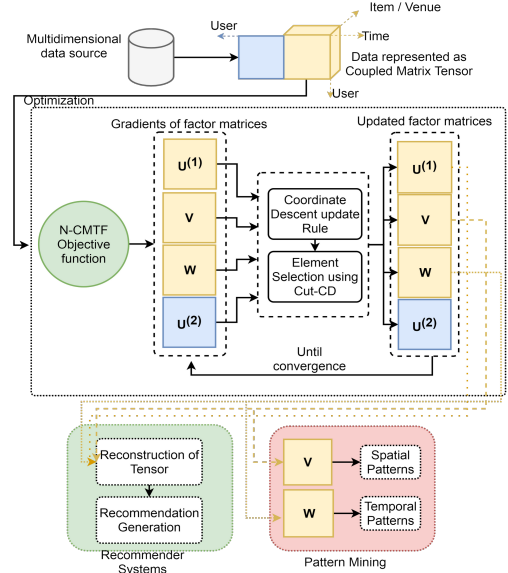 Item / Venue
User
Time
Multidimensional
data source
Data represented as
Coupled Matrix Tensor
User
Optimization
Gradients of factor matrices
Updated factor matrices
U(1)
V
W
U(2)
N-CMTF
Objective
function
Coordinate
Descent update
Rule
Element
Selection using
Cut-CD
U(1)
V
W
U(2)
Until
convergence
Reconstruction of
Tensor
Recommendation
Generation
Recommender
Systems
V
Spatial
Patterns
W
Temporal
Patterns
Pattern Mining